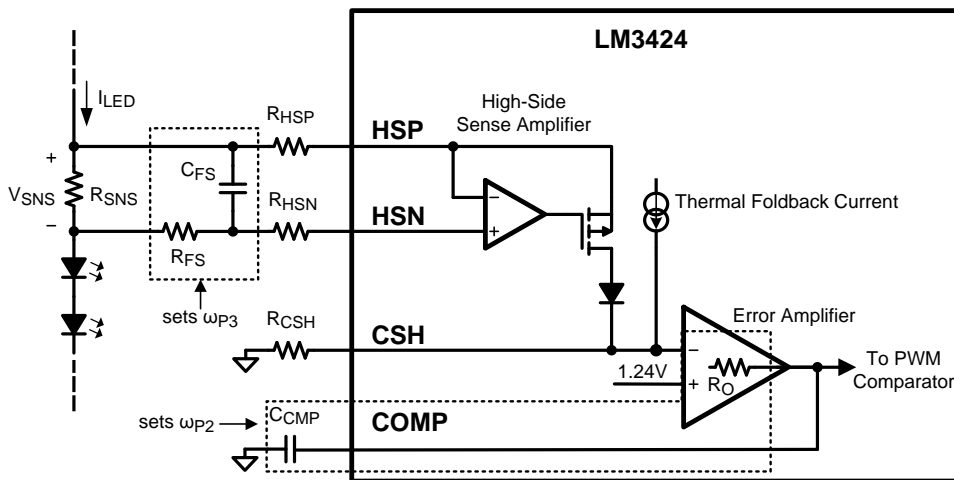 LM3424
I_LED
R_HSP
HSP
High-Side
Sense Amplifier
+
V_SNS
R_SNS
−
C_FS
R_HSN
HSN
−
+
Thermal Foldback Current
R_FS
sets ω_P3
R_CSH
CSH
Error Amplifier
−
1.24V
+
R_O
To PWM
Comparator
sets ω_P2
C_CMP
COMP